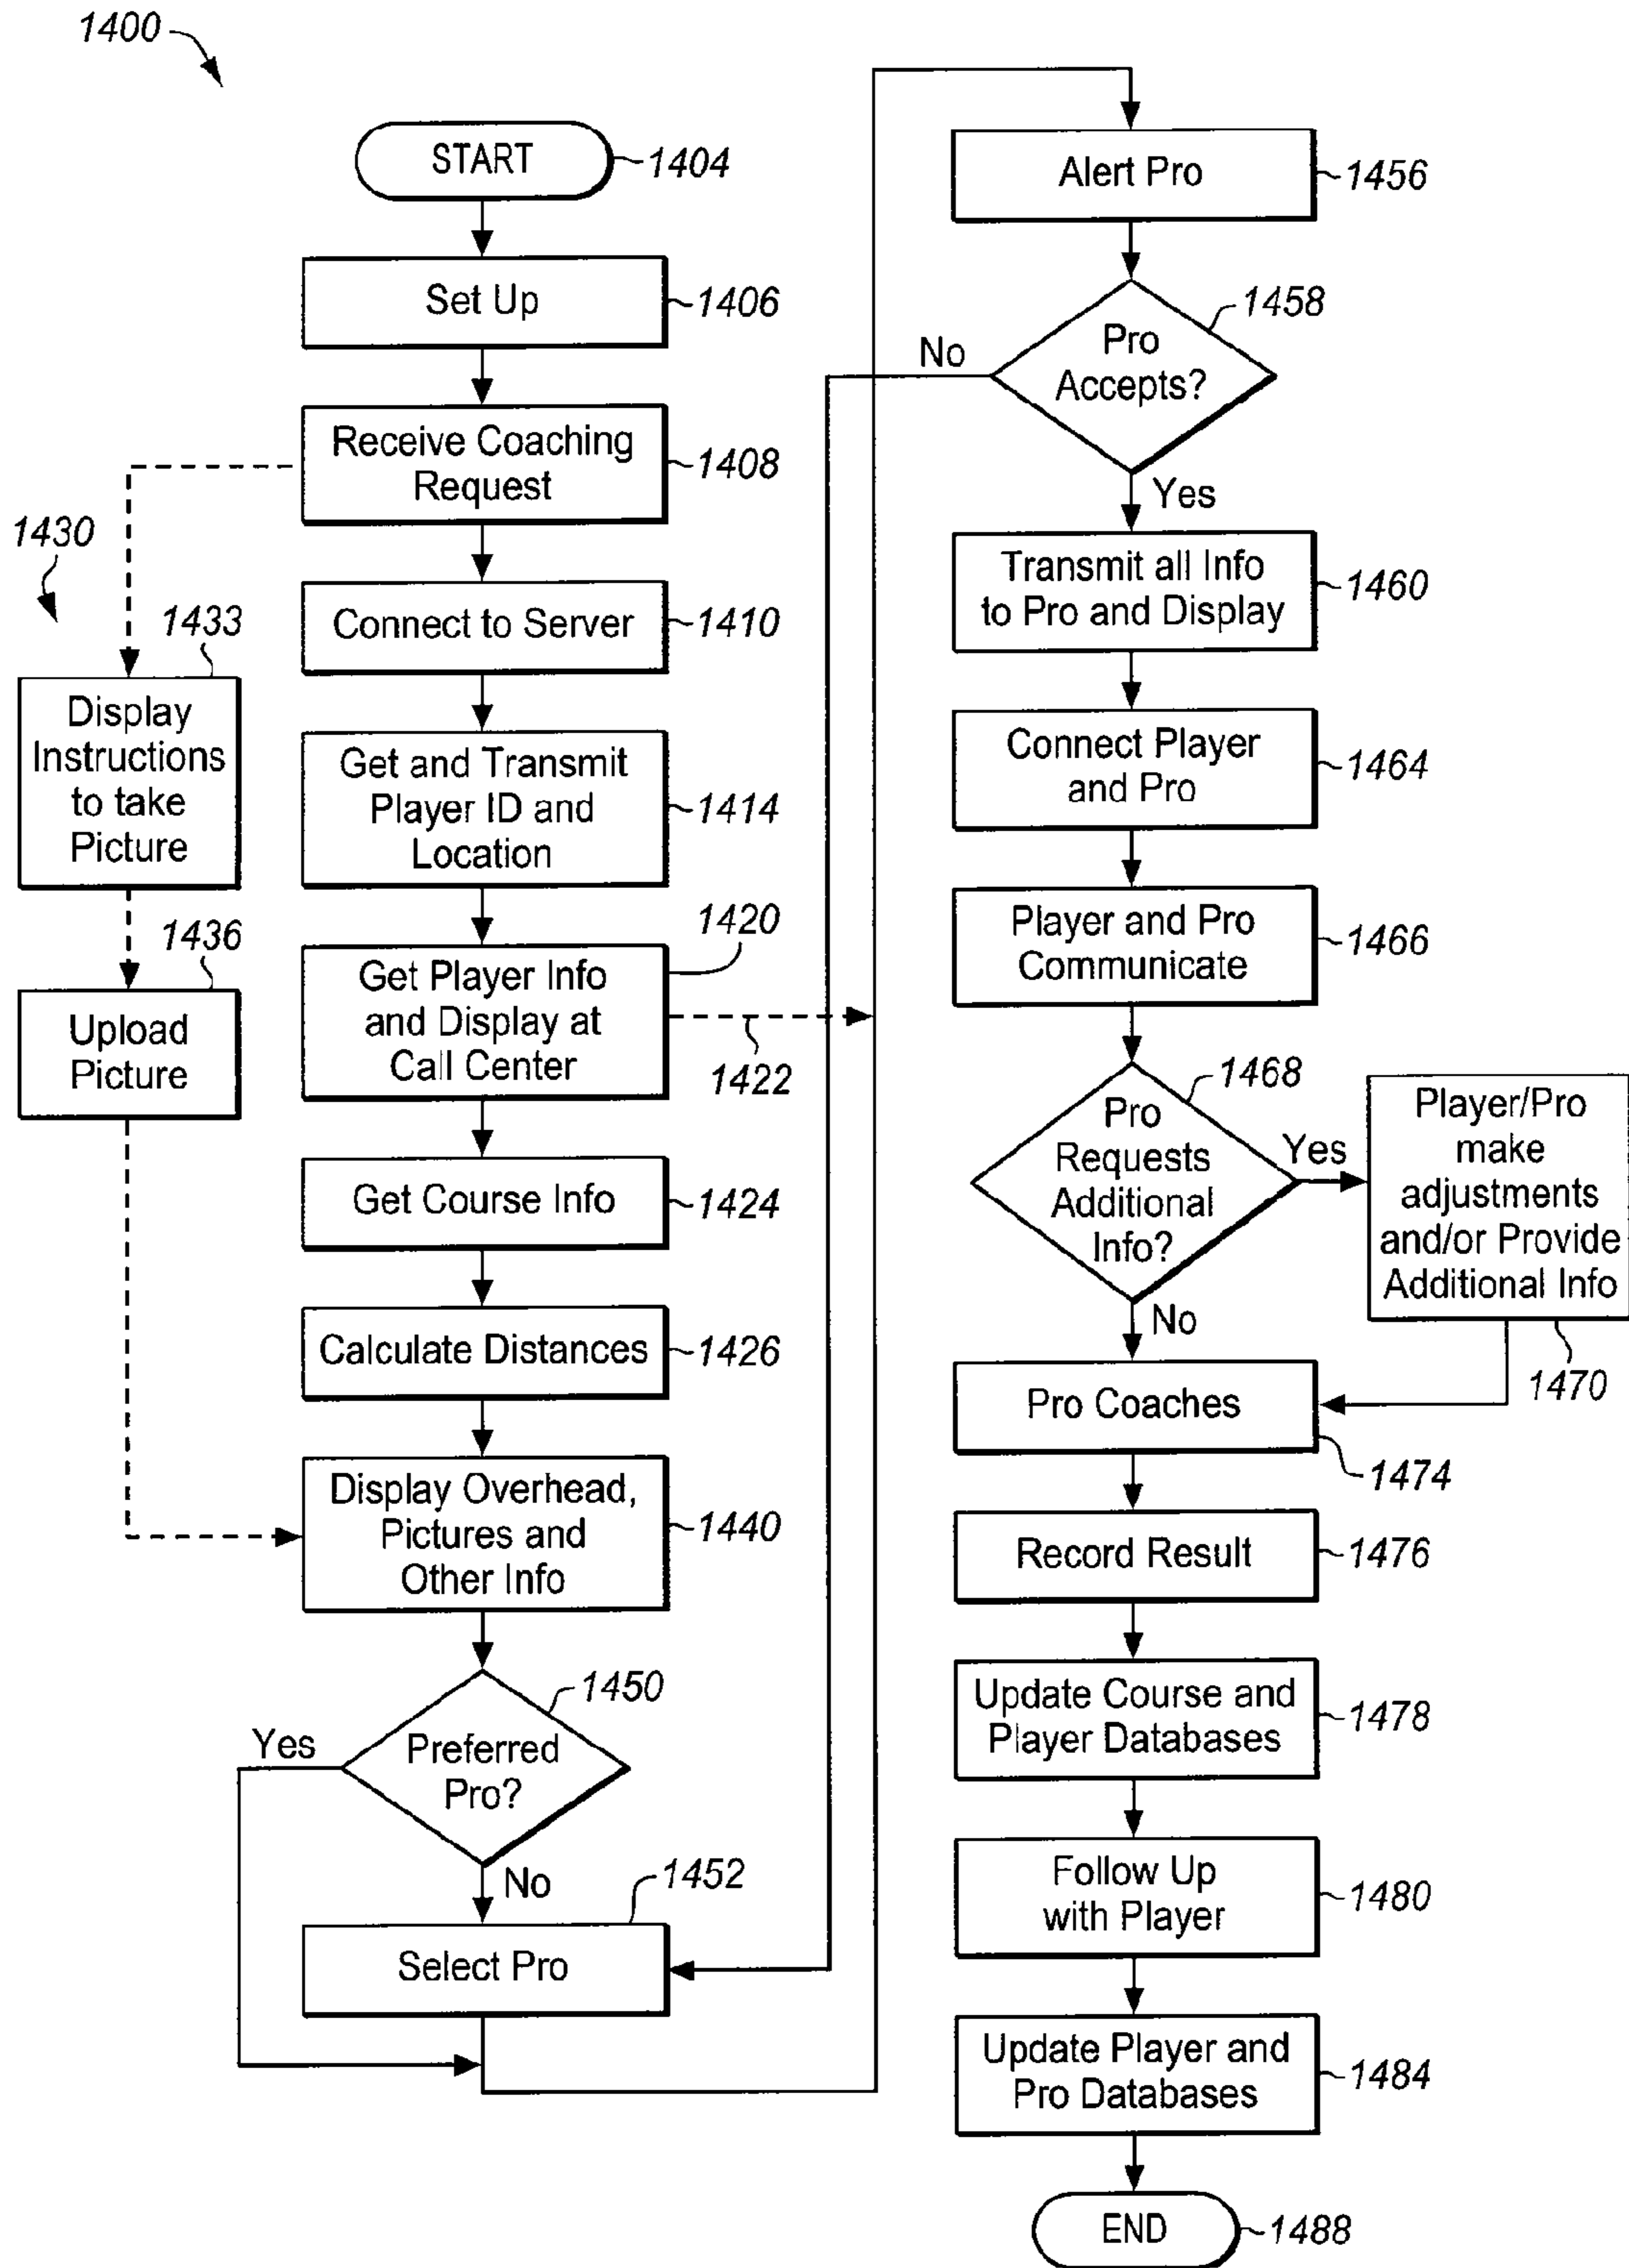 1400
START
1404
Set Up
1406
Receive Coaching
Request
1408
Connect to Server
1410
Get and Transmit
Player ID and
Location
1414
1420
Get Player Info
and Display at
Call Center
1422
Get Course Info
1424
Calculate Distances
1426
1430
1433
Display
Instructions
to take
Picture
1436
Upload
Picture
Display Overhead,
Pictures and
Other Info
1440
1450
Preferred
Pro?
Yes
No
1452
Select Pro
Alert Pro
1456
1458
Pro
Accepts?
No
Yes
Transmit all Info
to Pro and Display
1460
Connect Player
and Pro
1464
Player and Pro
Communicate
1466
1468
Pro
Requests
Additional
Info?
Yes
Player/Pro
make
adjustments
and/or Provide
Additional Info
1470
No
Pro Coaches
1474
Record Result
1476
Update Course and
Player Databases
1478
Follow Up
with Player
1480
Update Player and
Pro Databases
1484
END
1488